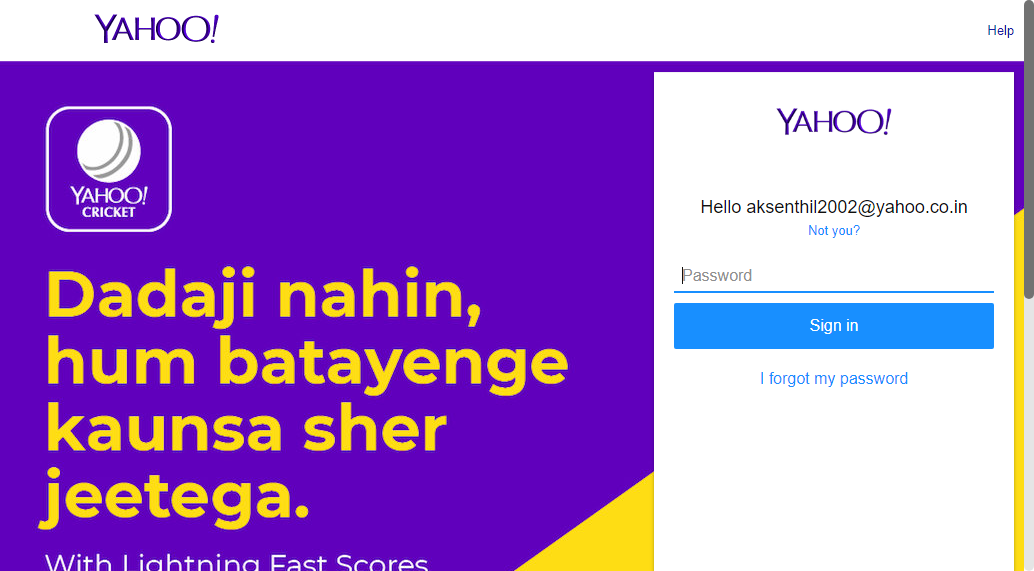 YAHOO!
Help
YAHOO!
CRICKET
Dadaji nahin,
hum batayenge
kaunsa sher
jeetega.
With Lightning Fast Scores
YAHOO!
Hello aksenthil2002@yahoo.co.in
Not you?
Password
Sign in
I forgot my password